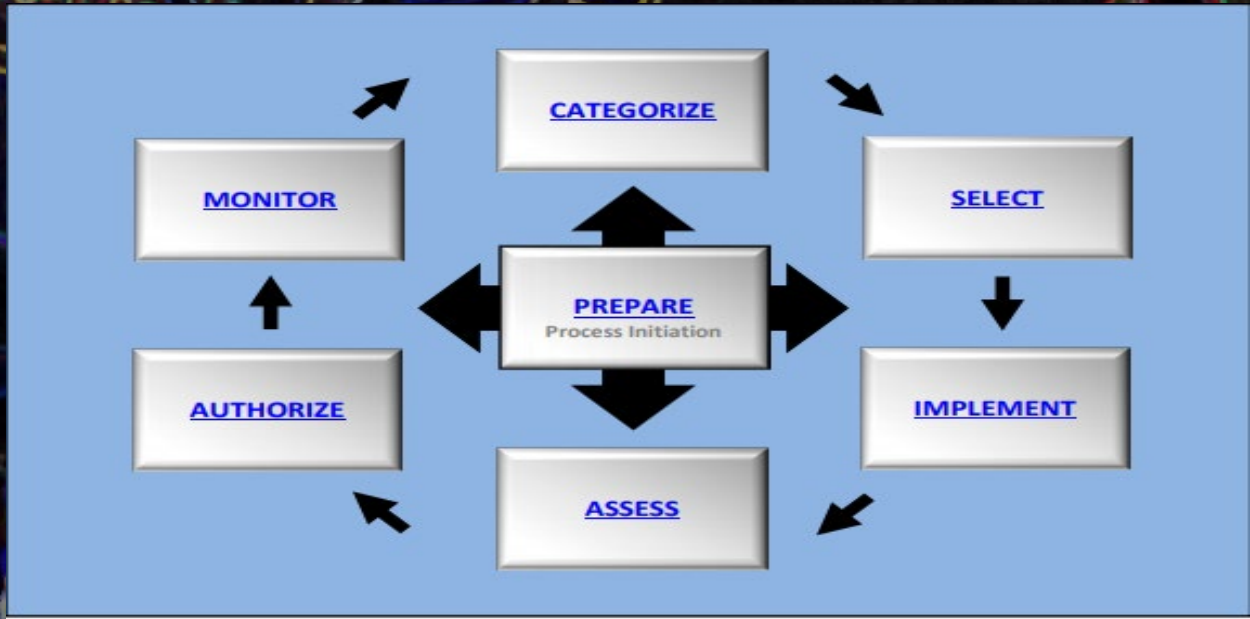 CATEGORIZE
MONITOR
SELECT
PREPARE
Process Initiation
AUTHORIZE
IMPLEMENT
ASSESS